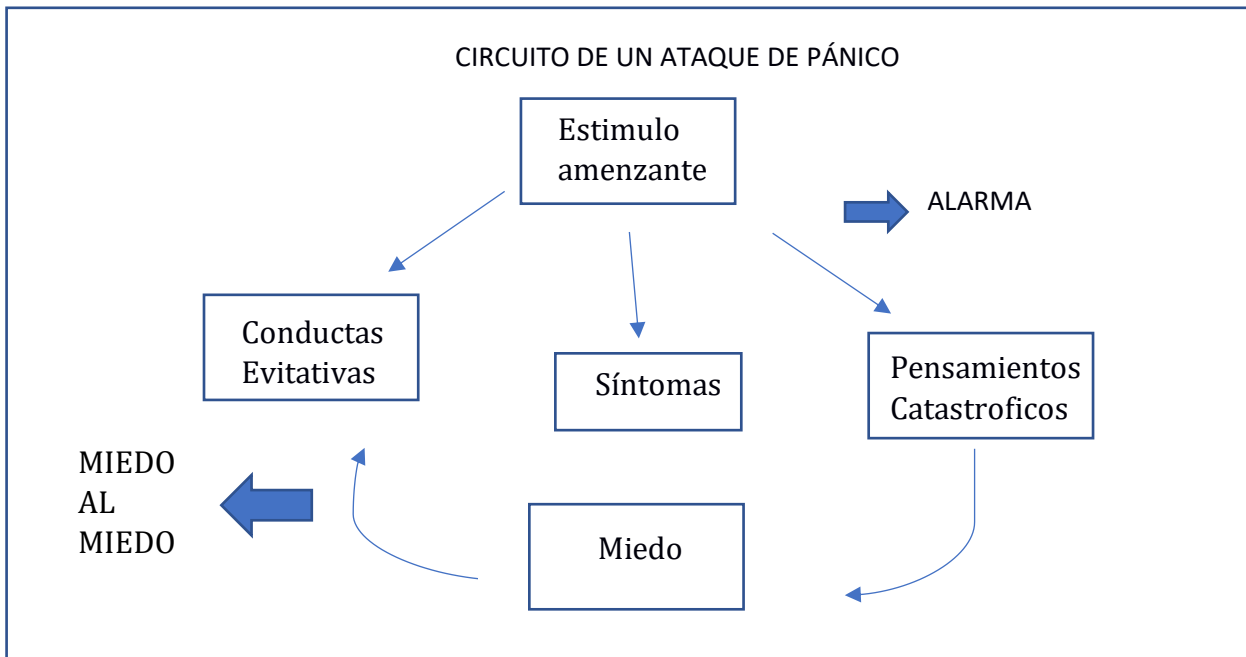 CIRCUITO DE UN ATAQUE DE PÁNICO
Estimulo
amenzante
ALARMA
Conductas
Evitativas
Síntomas
Pensamientos
Catastroficos
MIEDO
AL
MIEDO
Miedo